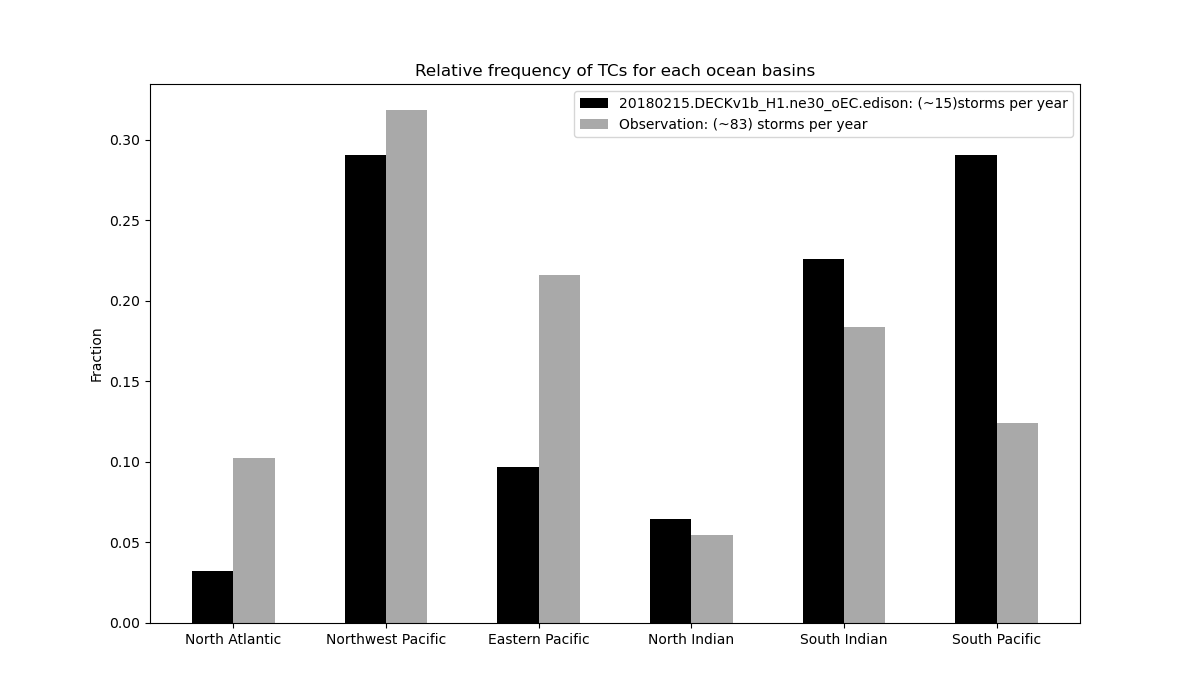 Relative frequency of TCs for each ocean basins
20180215.DECKv1b_H1.ne30_oEC.edison: (~15)storms per year
Observation: (~83) storms per year
0.30
0.25
0.20
0.15
0.10
0.05
0.00
Fraction
North Atlantic Northwest Pacific Eastern Pacific North Indian South Indian South Pacific